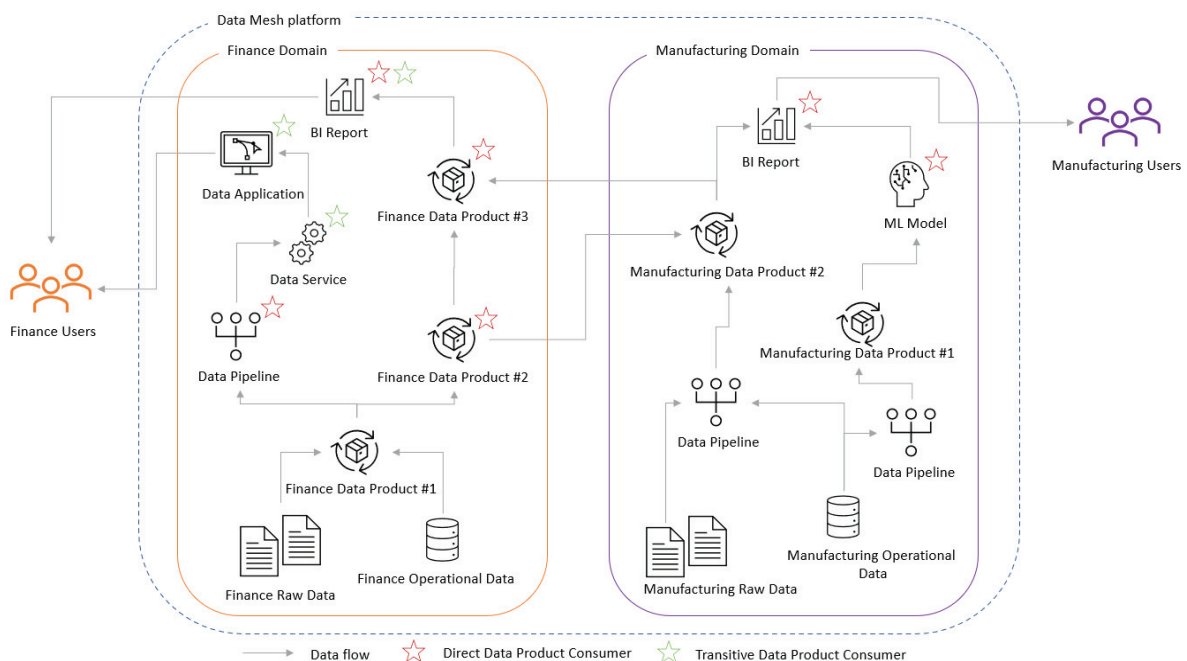 Data Mesh platform
Finance Domain
Manufacturing Domain
BI Report
Data Application
Finance Data Product #3
Data Service
Finance Users
Data Pipeline
Finance Data Product #2
Finance Data Product #1
Finance Raw Data
Finance Operational Data
BI Report
Manufacturing Users
ML Model
Manufacturing Data Product #2
Manufacturing Data Product #1
Data Pipeline
Data Pipeline
Manufacturing Operational
Data
Manufacturing Raw Data
Data flow
Direct Data Product Consumer
Transitive Data Product Consumer